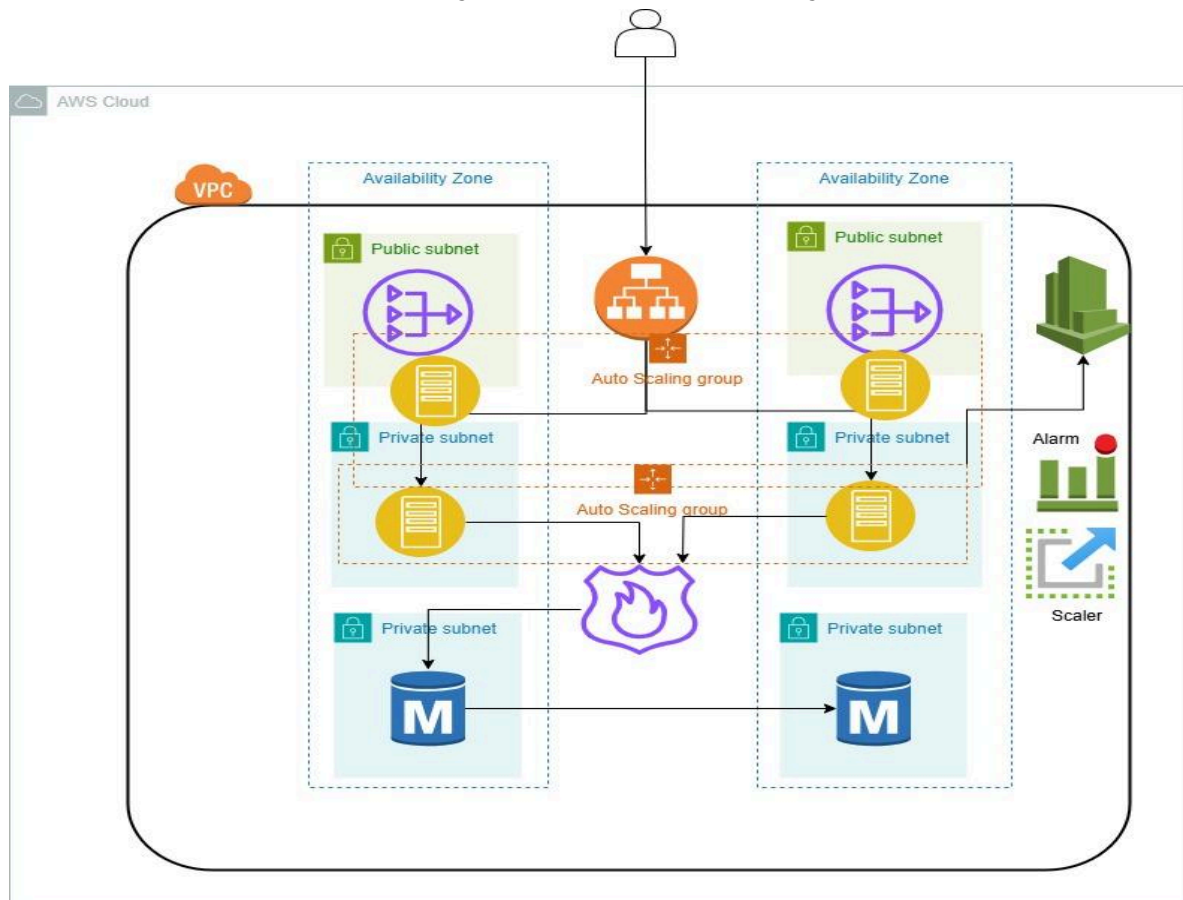 AWS Cloud
VPC
Availability Zone
Availability Zone
Public subnet
Public subnet
Auto Scaling group
Private subnet
Private subnet
Alarm
Auto Scaling group
Scaler
Private subnet
Private subnet
M
M